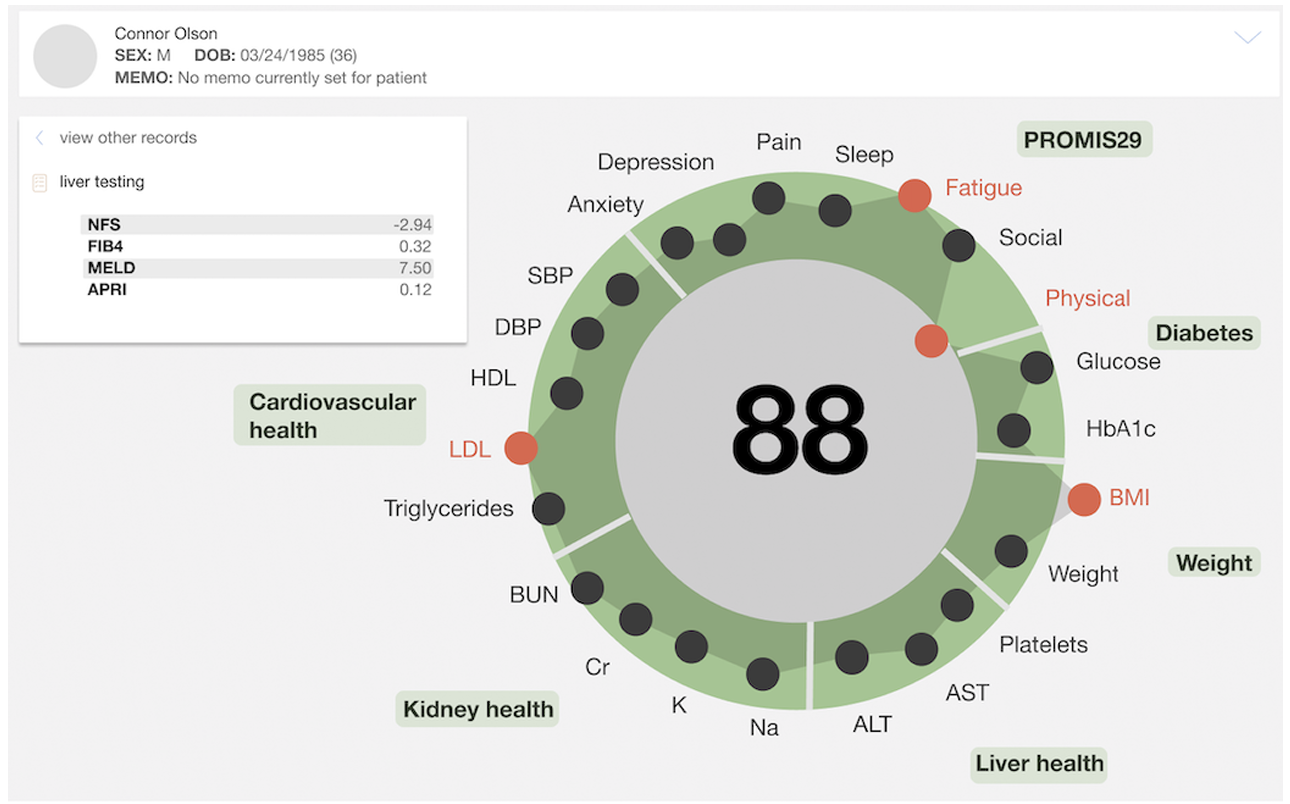 Connor Olson
SEX: M DOB: 03/24/1985 (36)
MEMO: No memo currently set for patient
view other records
liver testing
NFS -2.94
FIB4 0.32
MELD 7.50
APRI 0.12
PROMIS29
Anxiety
Depression
Pain
Sleep
Fatigue
Social
Physical
Diabetes
Glucose
HbA1c
BMI
Weight
Weight
Platelets
AST
ALT
Liver health
Na
K
Cr
BUN
Kidney health
Triglycerides
LDL
HDL
DBP
SBP
Cardiovascular
health
88